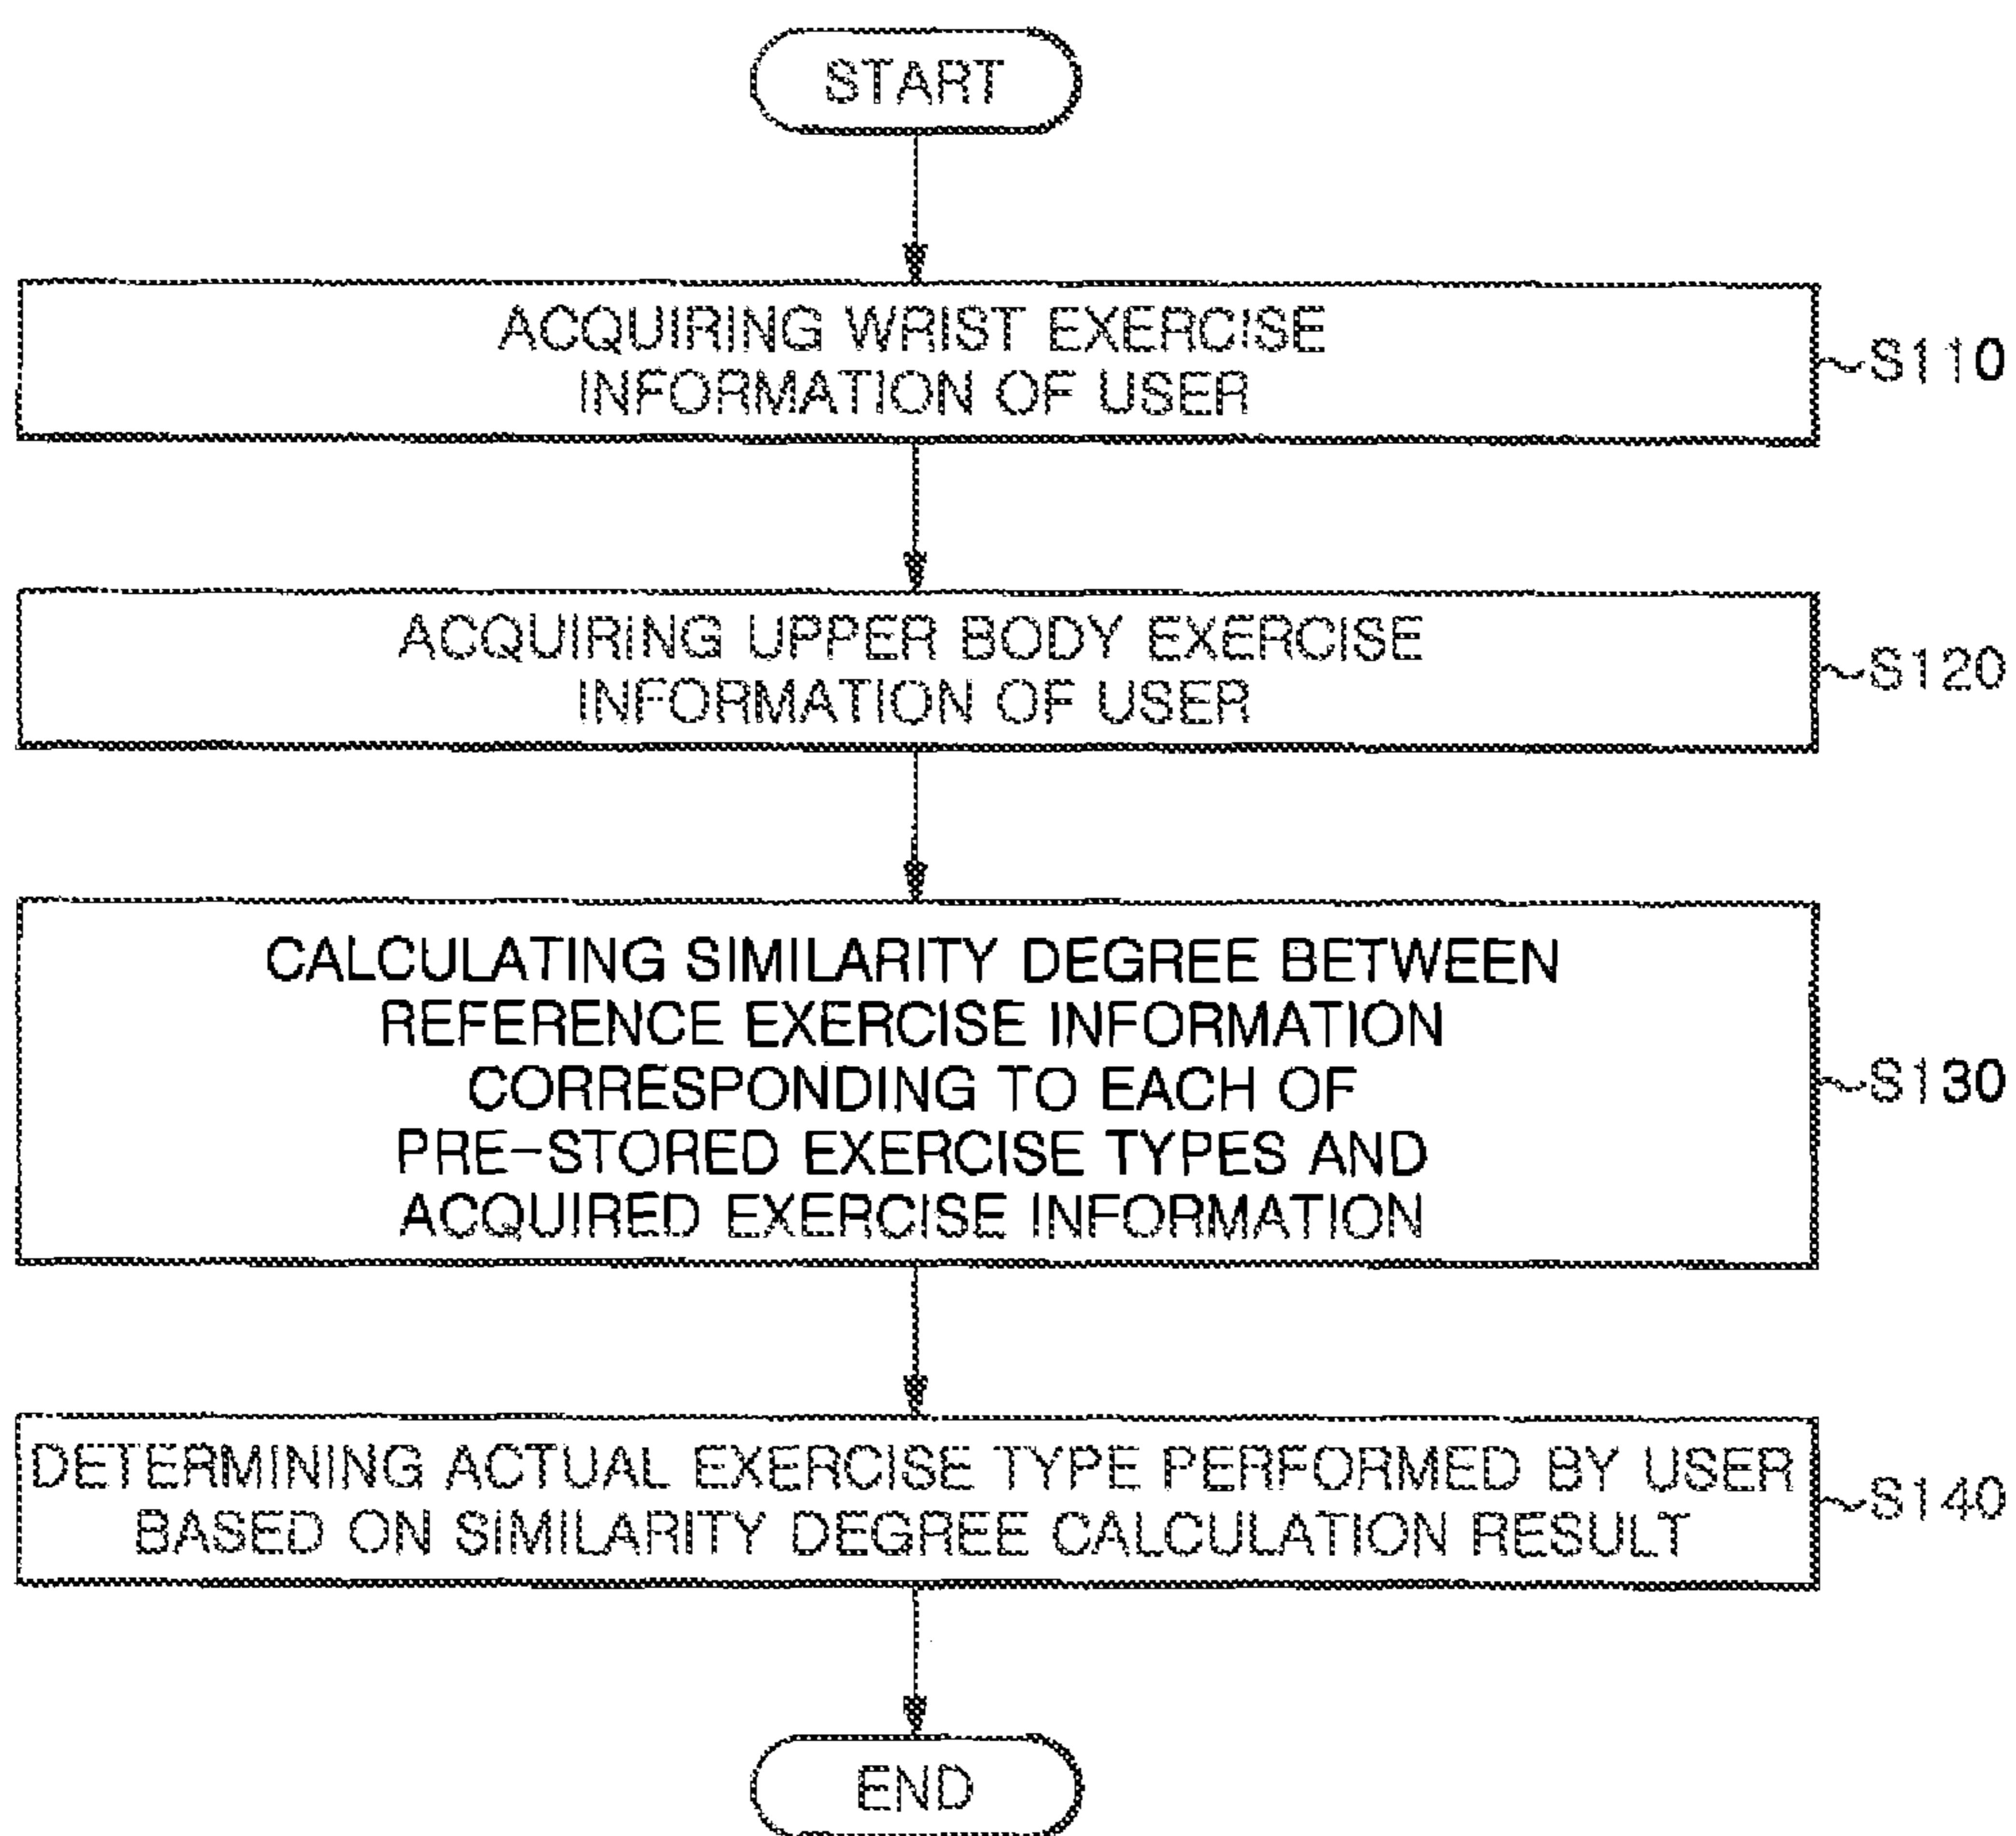 START
ACQUIRING WRIST EXERCISE
INFORMATION OF USER
S110
ACQUIRING UPPER BODY EXERCISE
INFORMATION OF USER
S120
CALCULATING SIMILARITY DEGREE BETWEEN
REFERENCE EXERCISE INFORMATION
CORRESPONDING TO EACH OF
PRE-STORED EXERCISE TYPES AND
ACQUIRED EXERCISE INFORMATION
S130
DETERMINING ACTUAL EXERCISE TYPE PERFORMED BY USER
BASED ON SIMILARITY DEGREE CALCULATION RESULT
S140
END